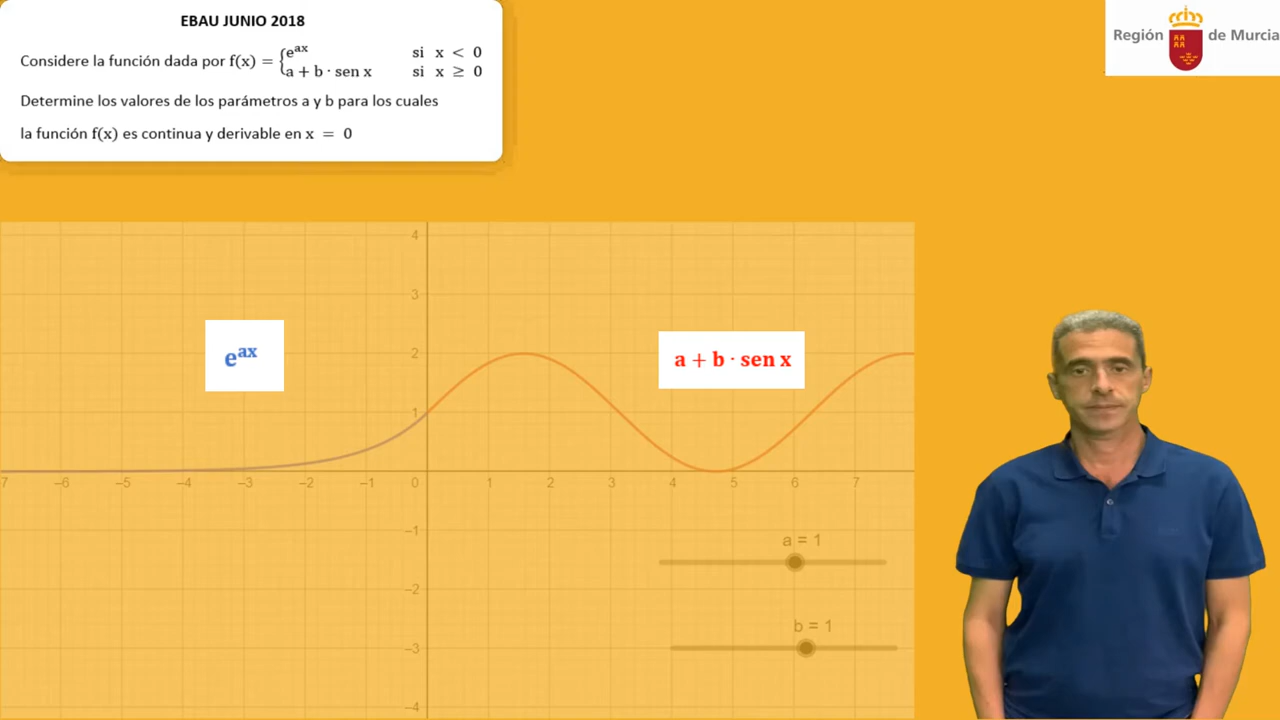 EBAU JUNIO 2018
Considere la función dada por f(x) = { e^ax si x < 0
a + b · sen x si x ≥ 0
Determine los valores de los parámetros a y b para los cuales
la función f(x) es continua y derivable en x = 0
Región de Murcia
4
3
e^ax
2
a + b · sen x
1
7 −6 −5 −4 −3 −2 −1 0 1 2 3 4 5 6 7
−1
a = 1
−2
b = 1
−3
−4